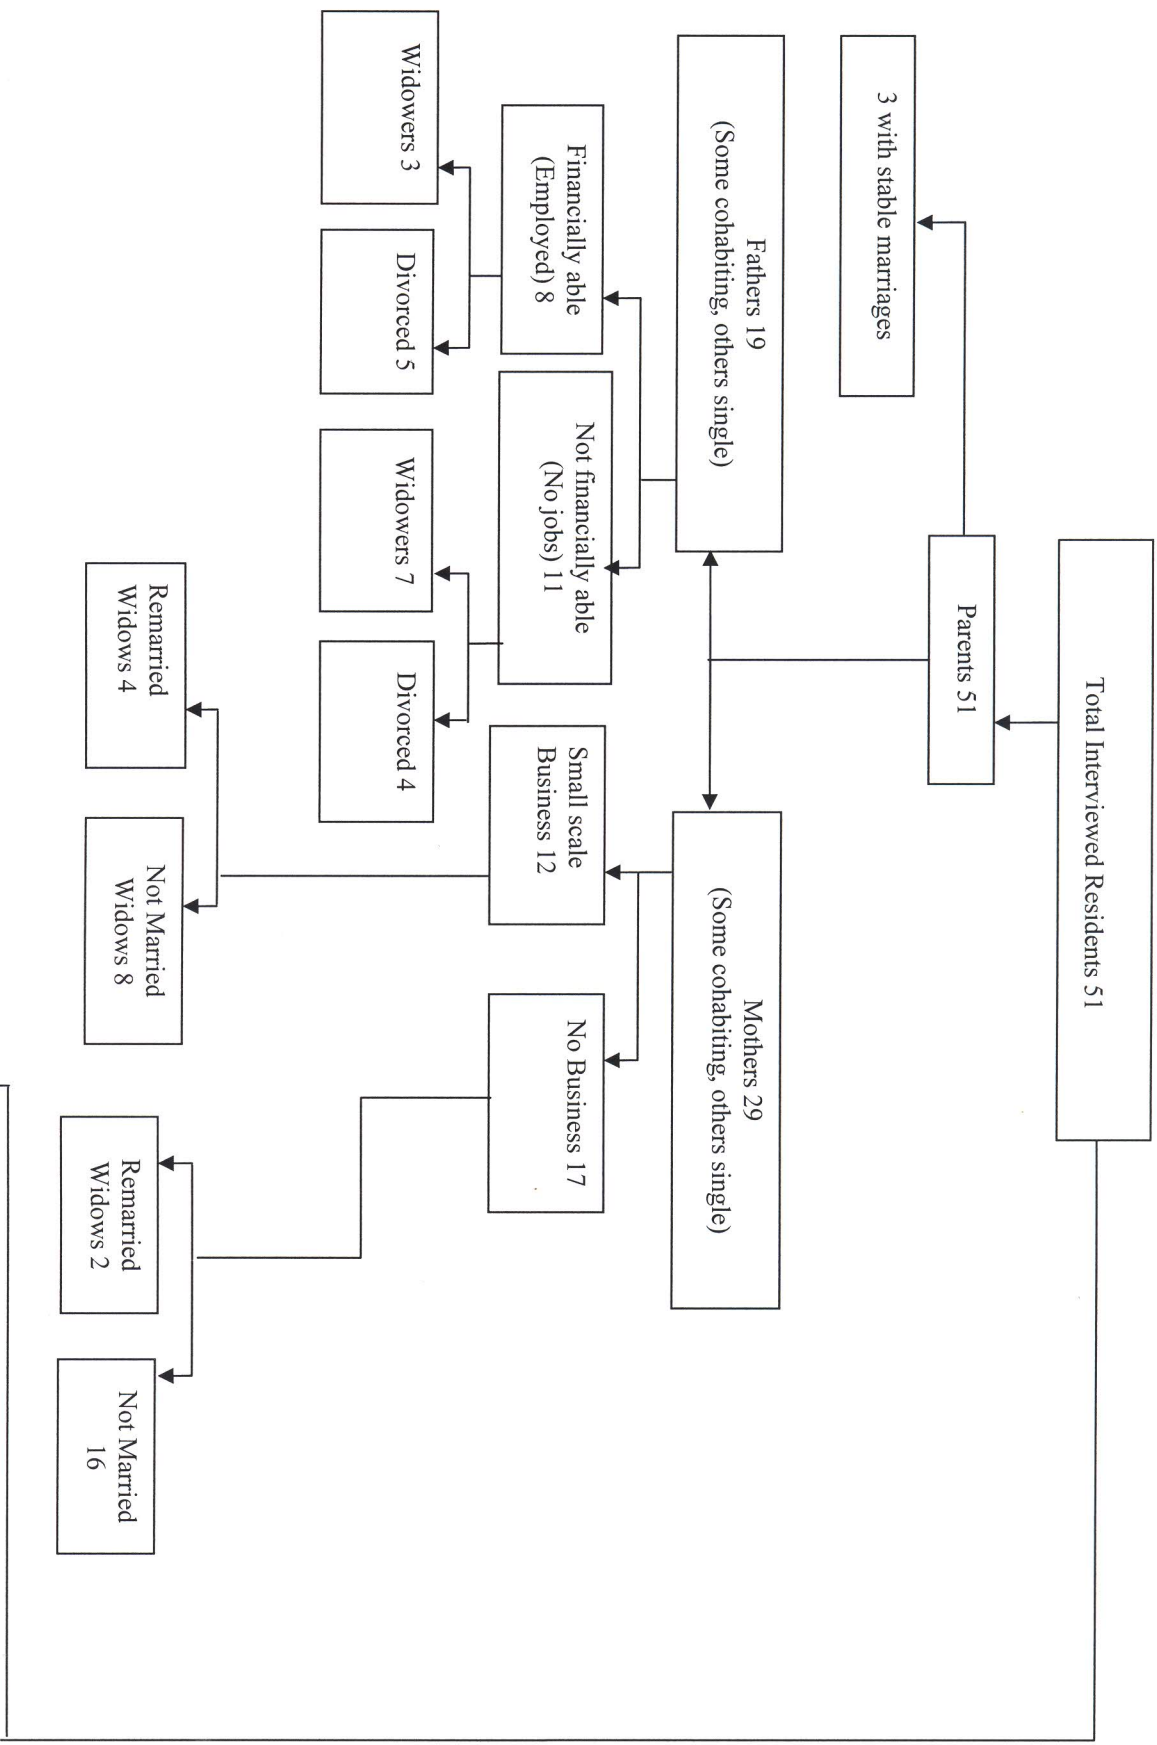 Total Interviewed Residents 51
Parents 51
3 with stable marriages
Fathers 19
(Some cohabiting, others single)
Mothers 29
(Some cohabiting, others single)
Financially able
(Employed) 8
Not financially able
(No jobs) 11
Small scale
Business 12
No Business 17
Widowers 3
Divorced 5
Widowers 7
Divorced 4
Remarried
Widows 4
Not Married
Widows 8
Remarried
Widows 2
Not Married
16